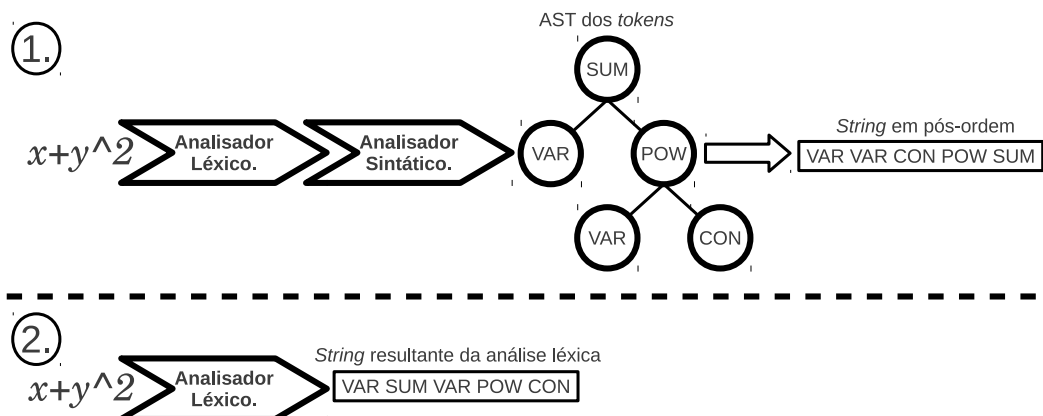 AST dos tokens
1.
SUM
x+y^2
Analisador
Léxico.
Analisador
Sintático.
VAR
POW
String em pós-ordem
VAR VAR CON POW SUM
VAR
CON
2.
x+y^2
Analisador
Léxico.
String resultante da análise léxica
VAR SUM VAR POW CON